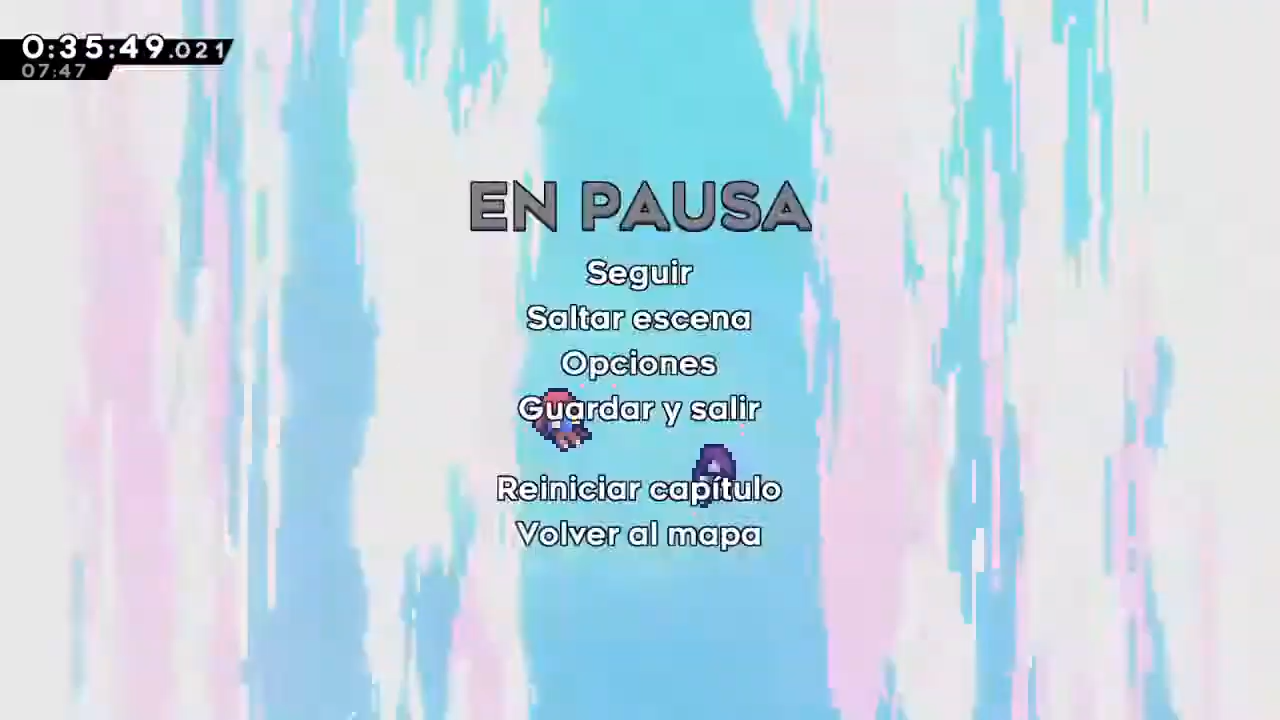 0:35:49.021
07:47
EN PAUSA
Seguir
Saltar escena
Opciones
Guardar y salir
Reiniciar capítulo
Volver al mapa